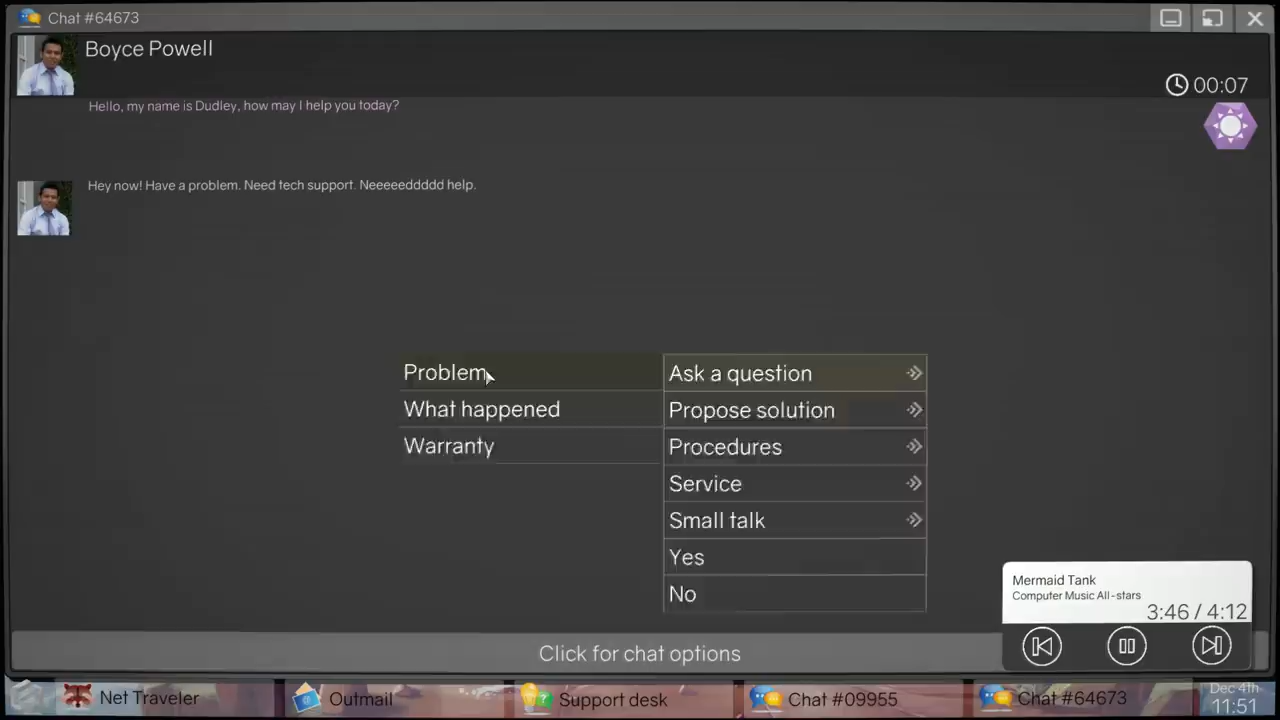 Chat #64673
Boyce Powell
00:07
Hello, my name is Dudley, how may I help you today?
Hey now! Have a problem. Need tech support. Neeeeeddddd help.
Problem
What happened
Warranty
Ask a question
Propose solution
Procedures
Service
Small talk
Yes
No
Mermaid Tank
Computer Music All-stars
3:46 / 4:12
Click for chat options
Net Traveler
Outmail
Support desk
Chat #09955
Chat #64673
Dec 4th
11:51